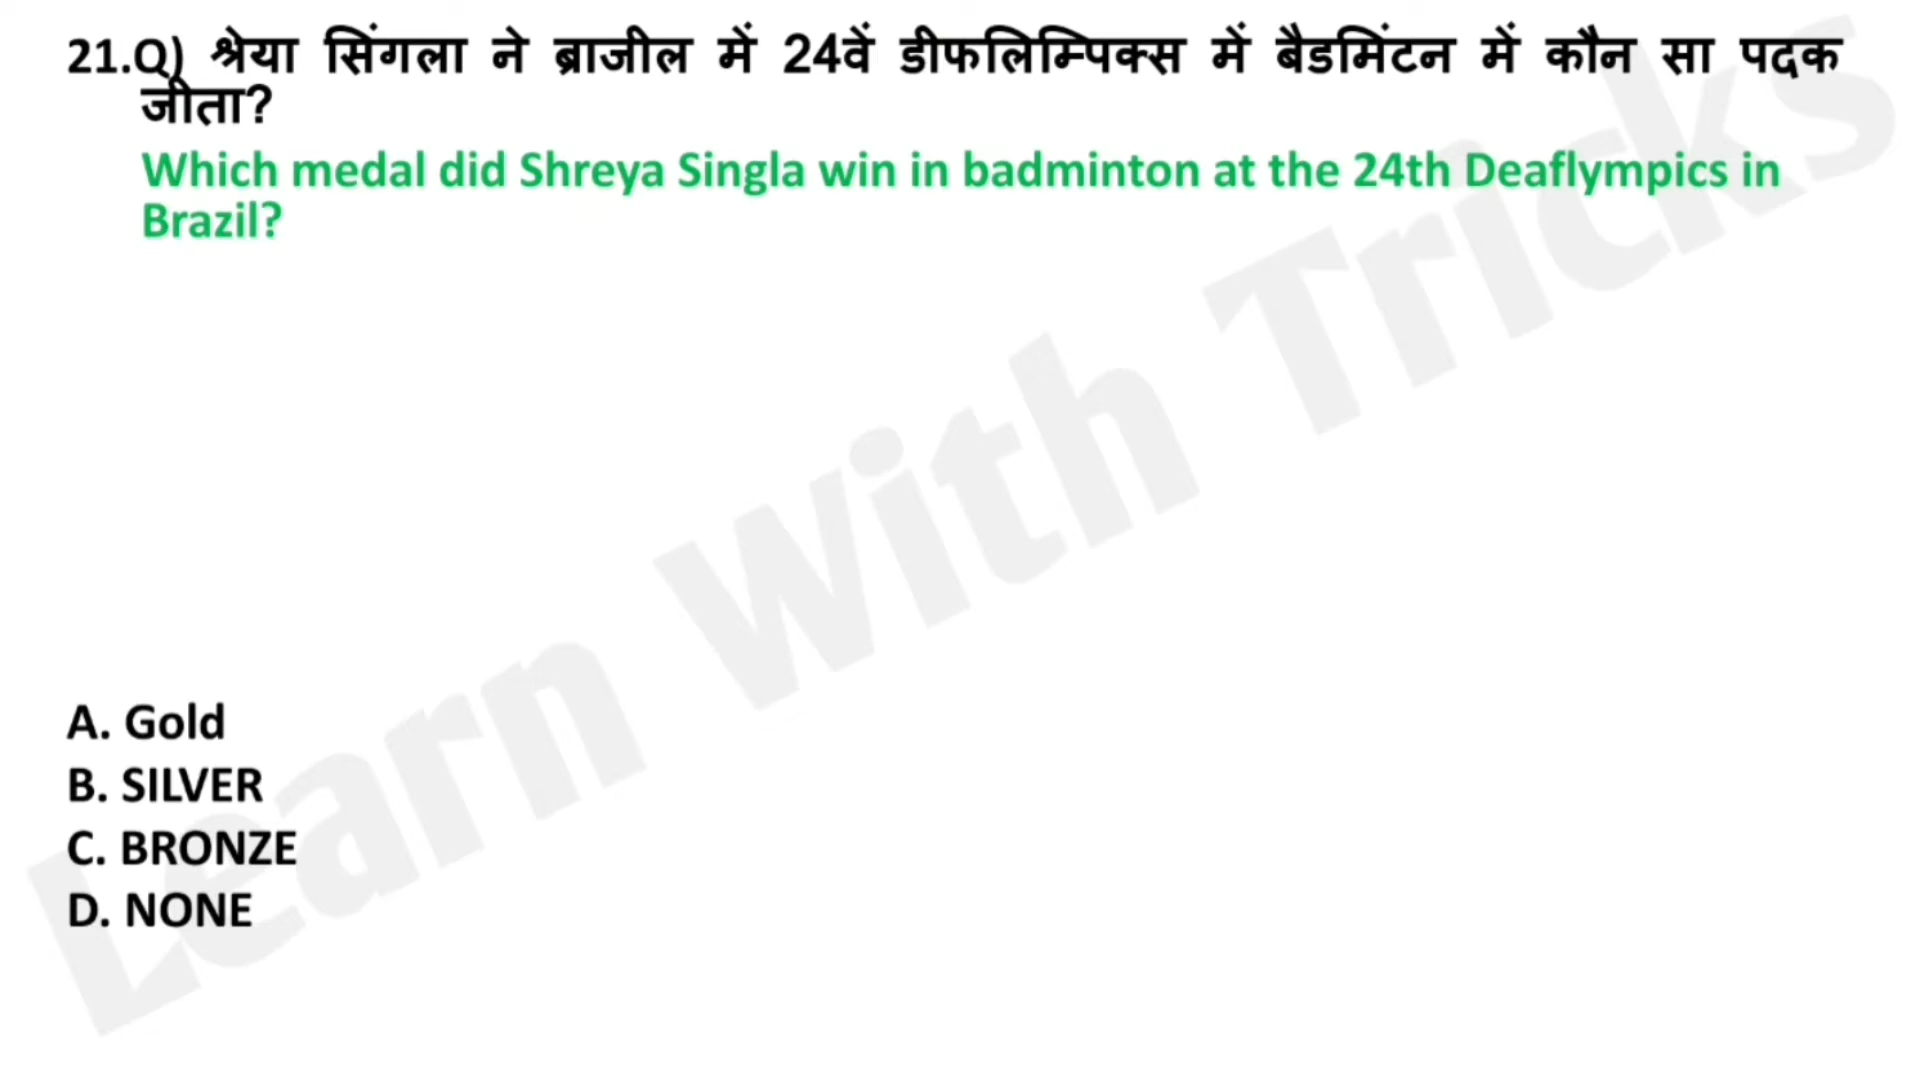 21.Q) श्रेया सिंगला ने ब्राजील में 24वें डीफलिम्पिक्स में बैडमिंटन में कौन सा पदक
जीता?
Which medal did Shreya Singla win in badminton at the 24th Deaflympics in
Brazil?
Learn With Tricks
A. Gold
B. SILVER
C. BRONZE
D. NONE